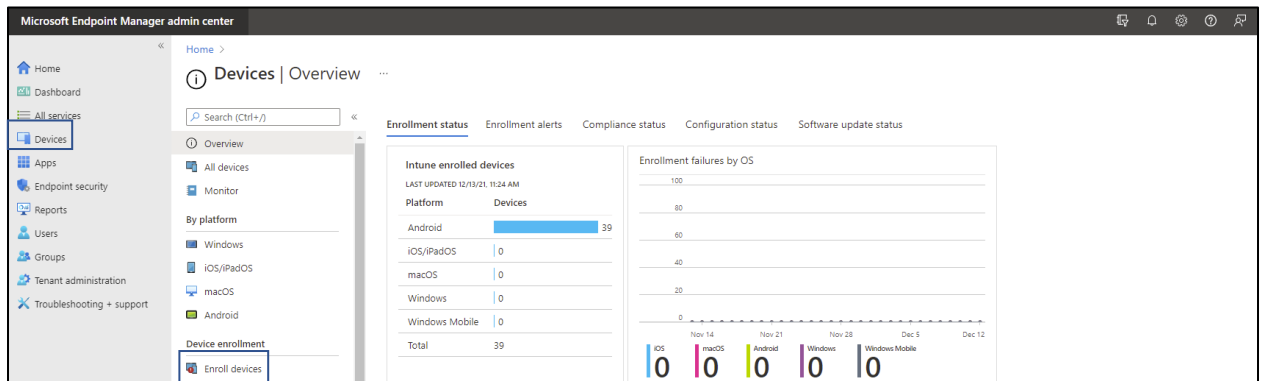 Microsoft Endpoint Manager admin center
«
Home
Dashboard
All services
Devices
Apps
Endpoint security
Reports
Users
Groups
Tenant administration
Troubleshooting + support
Home >
Devices | Overview ...
Search (Ctrl+/) «
Overview
All devices
Monitor
By platform
Windows
iOS/iPadOS
macOS
Android
Device enrollment
Enroll devices
Enrollment status Enrollment alerts Compliance status Configuration status Software update status
Intune enrolled devices
LAST UPDATED 12/13/21, 11:24 AM
Platform Devices
Android 39
iOS/iPadOS 0
macOS 0
Windows 0
Windows Mobile 0
Total 39
Enrollment failures by OS
100
80
60
40
20
0
Nov 14 Nov 21 Nov 28 Dec 5 Dec 12
iOS macOS Android Windows Windows Mobile
0 0 0 0 0